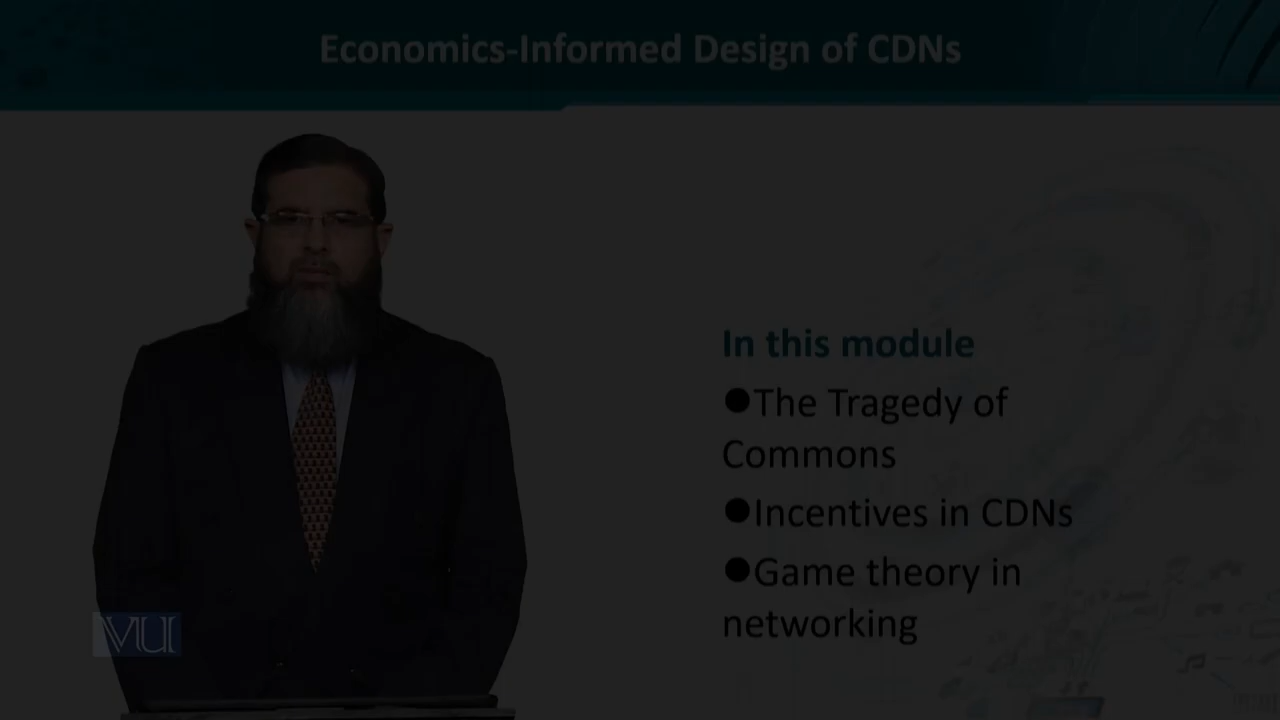 Economics-Informed Design of CDNs
In this module
●The Tragedy of
Commons
●Incentives in CDNs
●Game theory in
networking
VU